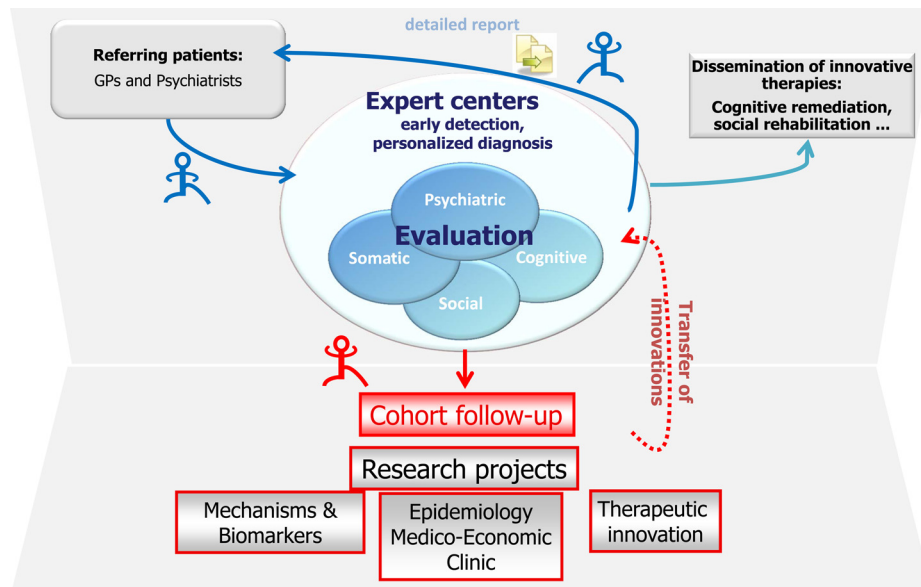 detailed report
Referring patients:
GPs and Psychiatrists
Expert centers
early detection,
personalized diagnosis
Dissemination of innovative
therapies:
Cognitive remediation,
social rehabilitation ...
Psychiatric
Evaluation
Somatic
Cognitive
Social
Transfer of
innovations
Cohort follow-up
Research projects
Mechanisms &
Biomarkers
Epidemiology
Medico-Economic
Clinic
Therapeutic
innovation